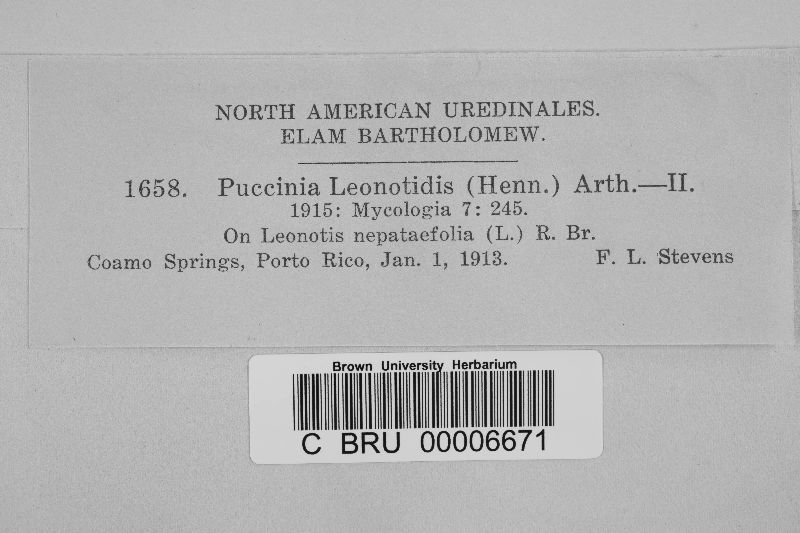 NORTH AMERICAN UREDINALES.
ELAM BARTHOLOMEW.
1658. Puccinia Leonotidis (Henn.) Arth.—II.
1915: Mycologia 7: 245.
On Leonotis nepataefolia (L.) R. Br.
Coamo Springs, Porto Rico, Jan. 1, 1913. F. L. Stevens
Brown University Herbarium
C BRU 00006671